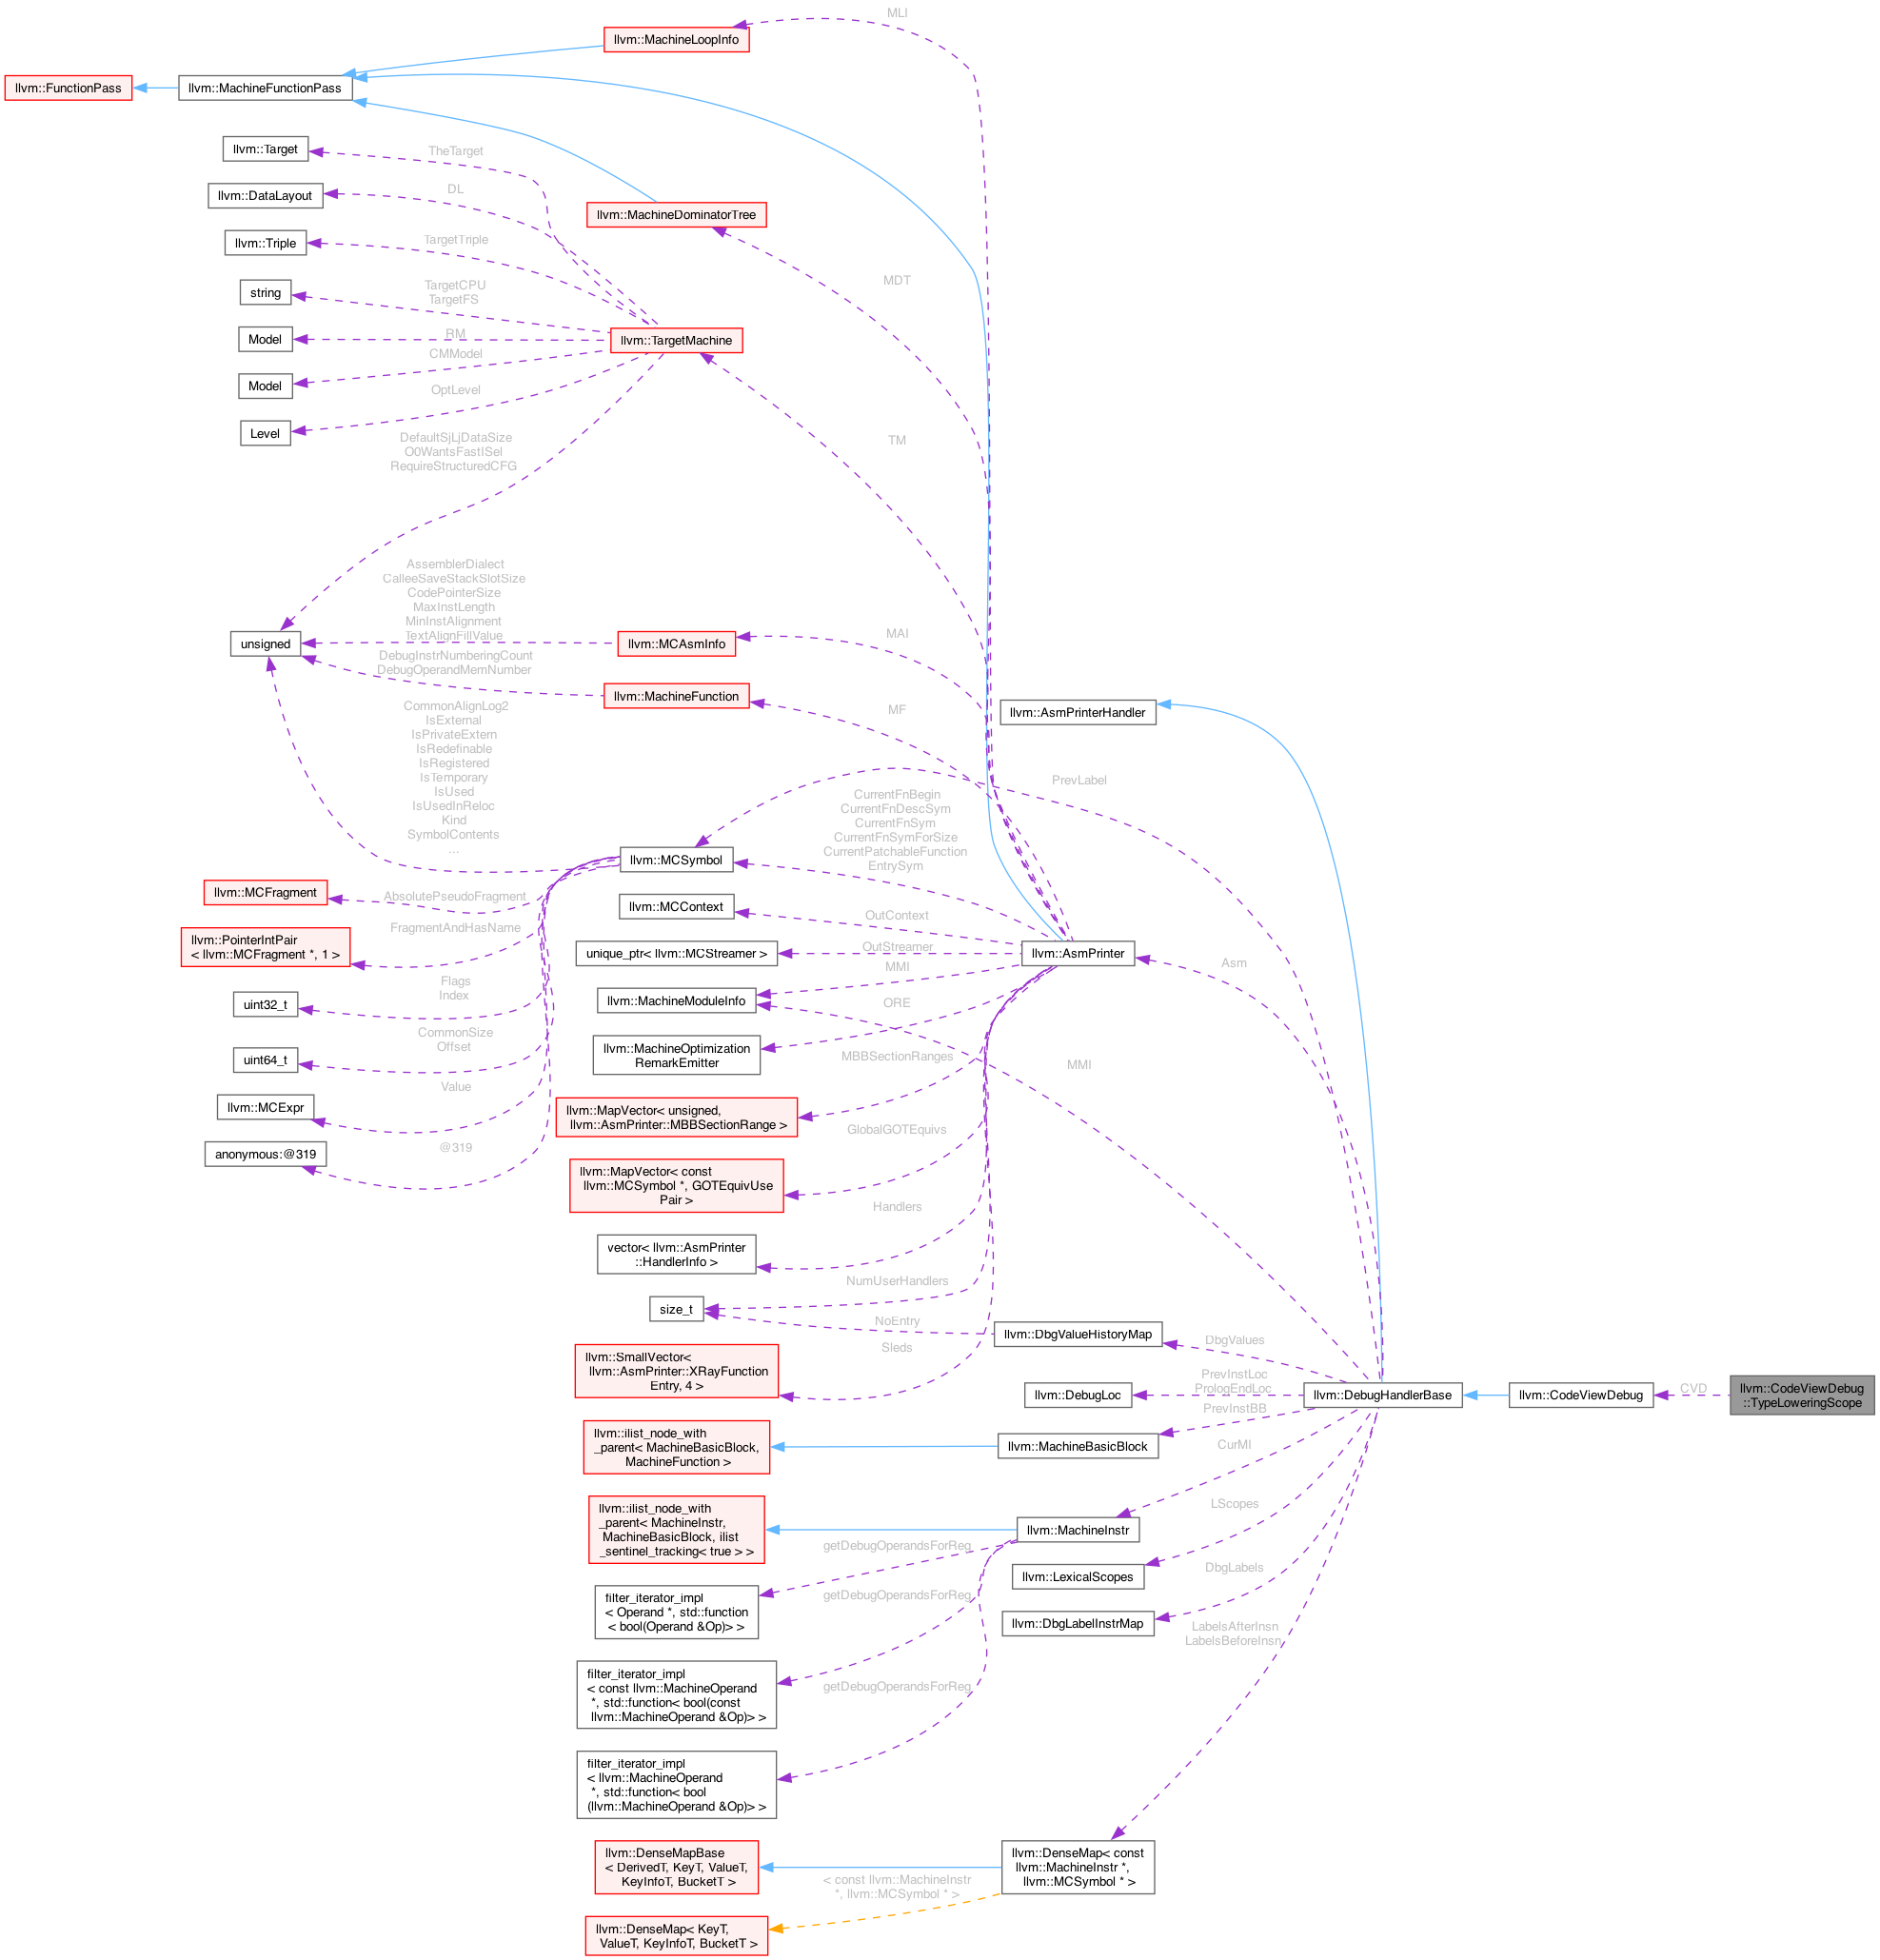 MLI
llvm::MachineLoopInfo
llvm::FunctionPass
llvm::MachineFunctionPass
llvm::Target
TheTarget
llvm::DataLayout
DL
llvm::MachineDominatorTree
llvm::Triple
TargetTriple
MDT
string
TargetCPU
TargetFS
Model
RM
llvm::TargetMachine
CMModel
Model
OptLevel
Level
DefaultSjLjDataSize
O0WantsFastISel
RequireStructuredCFG
TM
AssemblerDialect
CalleeSaveStackSlotSize
CodePointerSize
MaxInstLength
MinInstAlignment
TextAlignFillValue
unsigned
llvm::MCAsmInfo
MAI
DebugInstrNumberingCount
DebugOperandMemNumber
llvm::MachineFunction
MF
llvm::AsmPrinterHandler
CommonAlignLog2
IsExternal
IsPrivateExtern
IsRedefinable
IsRegistered
IsTemporary
IsUsed
IsUsedInReloc
Kind
SymbolContents
...
PrevLabel
CurrentFnBegin
CurrentFnDescSym
CurrentFnSym
CurrentFnSymForSize
CurrentPatchableFunction
EntrySym
llvm::MCSymbol
llvm::MCFragment
AbsolutePseudoFragment
llvm::MCContext
OutContext
llvm::PointerIntPair
< llvm::MCFragment *, 1 >
FragmentAndHasName
unique_ptr< llvm::MCStreamer >
OutStreamer
llvm::AsmPrinter
Asm
uint32_t
Flags
Index
llvm::MachineModuleInfo
MMI
ORE
uint64_t
CommonSize
Offset
llvm::MachineOptimization
RemarkEmitter
MBBSectionRanges
MMI
llvm::MCExpr
Value
llvm::MapVector< unsigned,
llvm::AsmPrinter::MBBSectionRange >
GlobalGOTEquivs
anonymous:@319
@319
llvm::MapVector< const
llvm::MCSymbol *, GOTEquivUse
Pair >
Handlers
vector< llvm::AsmPrinter
::HandlerInfo >
NumUserHandlers
size_t
NoEntry
llvm::DbgValueHistoryMap
DbgValues
Sleds
llvm::SmallVector<
llvm::AsmPrinter::XRayFunction
Entry, 4 >
llvm::DebugLoc
PrevInstLoc
PrologEndLoc
llvm::DebugHandlerBase
llvm::CodeViewDebug
CVD
llvm::CodeViewDebug
::TypeLoweringScope
PrevInstBB
llvm::ilist_node_with
_parent< MachineBasicBlock,
MachineFunction >
llvm::MachineBasicBlock
CurMI
llvm::ilist_node_with
_parent< MachineInstr,
MachineBasicBlock, ilist
_sentinel_tracking< true > >
llvm::MachineInstr
LScopes
getDebugOperandsForReg
llvm::LexicalScopes
DbgLabels
filter_iterator_impl
< Operand *, std::function
< bool(Operand &Op)> >
getDebugOperandsForReg
llvm::DbgLabelInstrMap
LabelsAfterInsn
LabelsBeforeInsn
filter_iterator_impl
< const llvm::MachineOperand
*, std::function< bool(const
llvm::MachineOperand &Op)> >
getDebugOperandsForReg
filter_iterator_impl
< llvm::MachineOperand
*, std::function< bool
(llvm::MachineOperand &Op)> >
llvm::DenseMapBase
< DerivedT, KeyT, ValueT,
KeyInfoT, BucketT >
llvm::DenseMap< const
llvm::MachineInstr *,
llvm::MCSymbol * >
< const llvm::MachineInstr
*, llvm::MCSymbol * >
llvm::DenseMap< KeyT,
ValueT, KeyInfoT, BucketT >